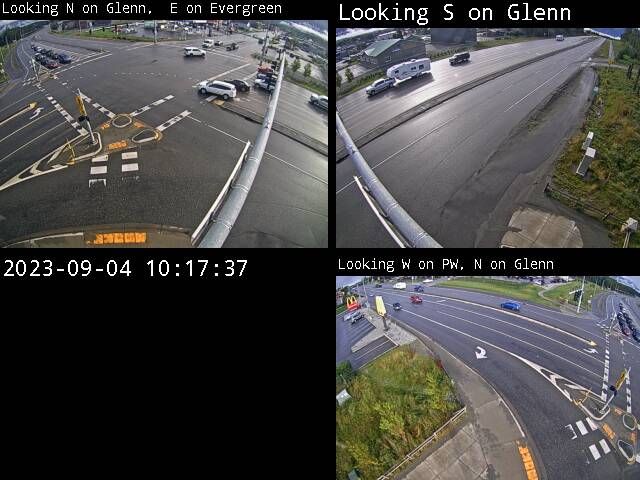 Looking N on Glenn,  E on Evergreen
Looking S on Glenn
2023-09-04 10:17:37
Looking W on PW, N on Glenn